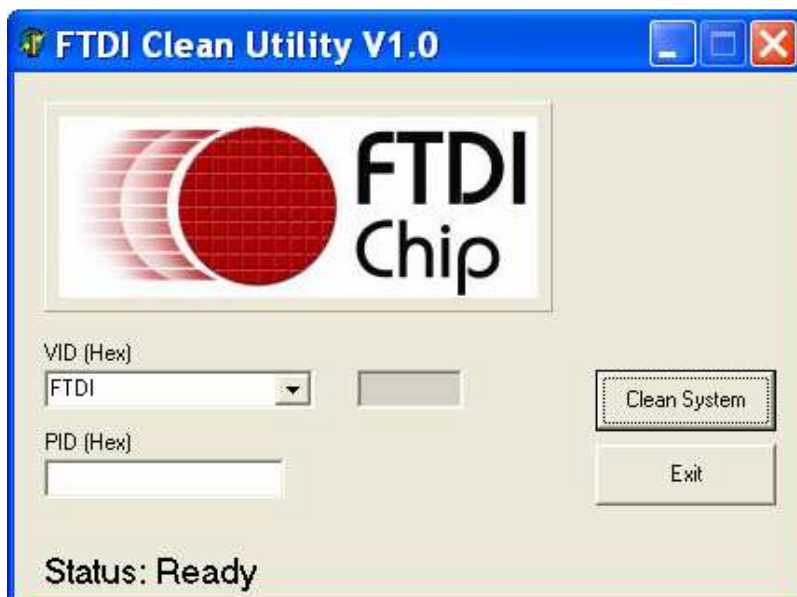 FTDI Clean Utility V1.0
FTDI
Chip
VID (Hex)
FTDI
Clean System
PID (Hex)
Exit
Status: Ready